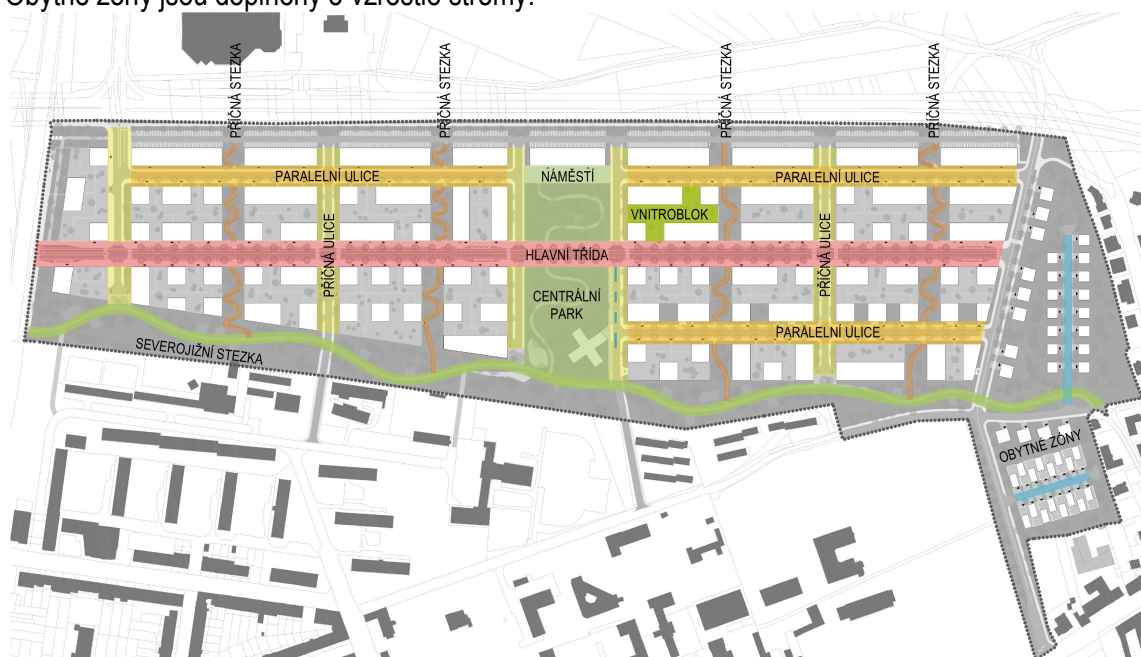 Obytné zóny jsou doplněny o vzrostlé stromy.
PŘÍČNÁ STEZKA
PŘÍČNÁ STEZKA
PŘÍČNÁ STEZKA
PŘÍČNÁ STEZKA
PARALELNÍ ULICE
NÁMĚSTÍ
PARALELNÍ ULICE
VNITROBLOK
PŘÍČNÁ ULICE
PŘÍČNÁ ULICE
HLAVNÍ TŘÍDA
CENTRÁLNÍ
PARK
PARALELNÍ ULICE
SEVEROJIŽNÍ STEZKA
OBYTNÉ ZÓNY